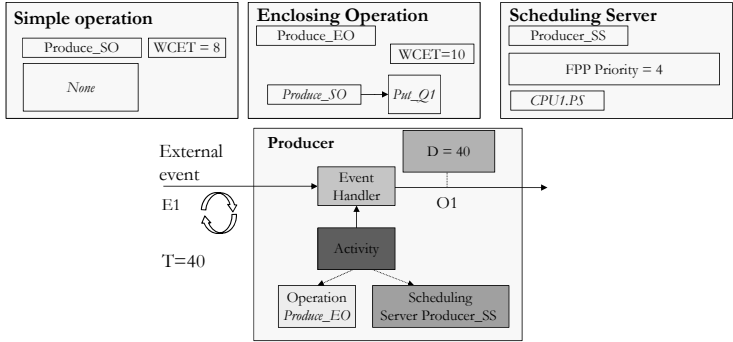 Simple operation
Produce_SO
WCET = 8
None
Enclosing Operation
Produce_EO
WCET=10
Produce_SO
Put_Q1
Scheduling Server
Producer_SS
FPP Priority = 4
CPU1.PS
Producer
External
event
E1
T=40
Event
Handler
D = 40
O1
Activity
Operation
Produce_EO
Scheduling
Server Producer_SS